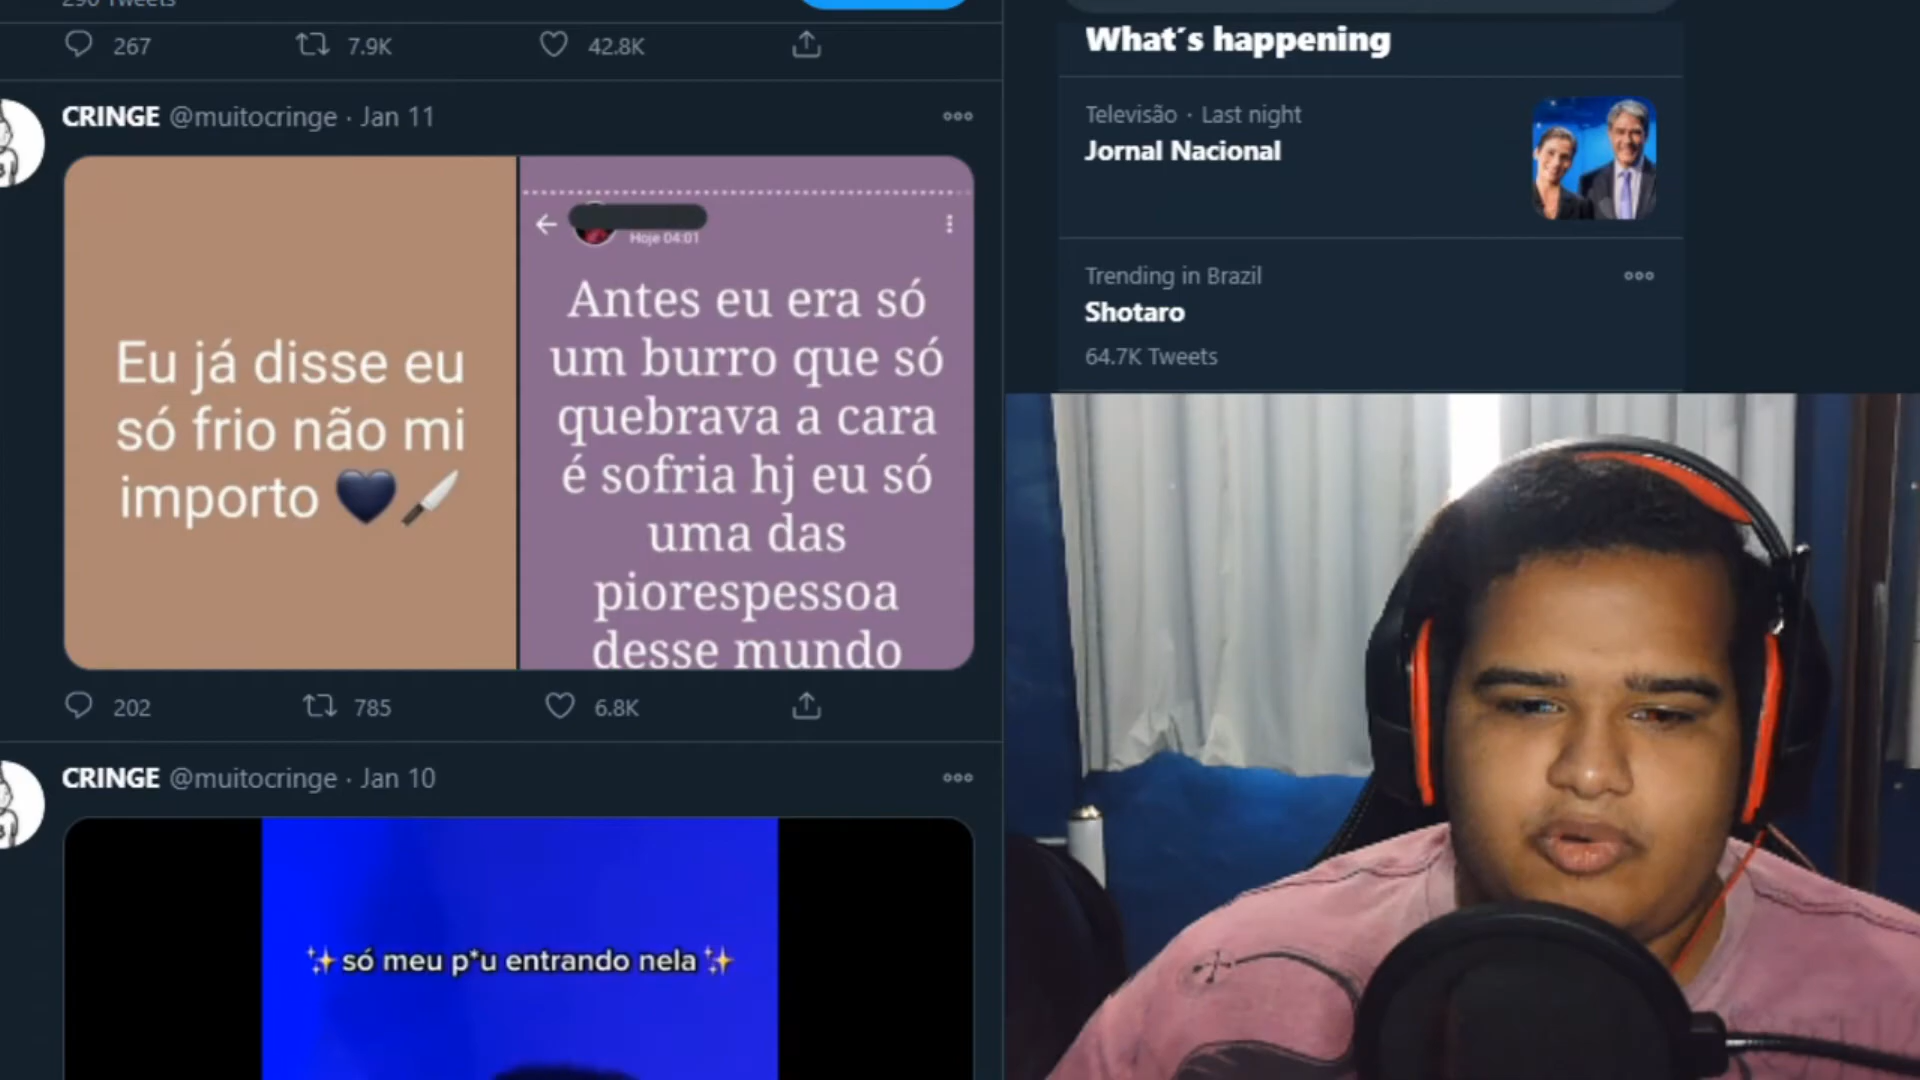 290 Tweets
267 7.9K 42.8K
CRINGE @muitocringe · Jan 11
Eu já disse eu
só frio não mi
importo 🖤🔪
Hoje 04:01
Antes eu era só
um burro que só
quebrava a cara
é sofria hj eu só
uma das
piorespessoa
desse mundo
202 785 6.8K
CRINGE @muitocringe · Jan 10
✨só meu p*u entrando nela✨
What´s happening
Televisão · Last night
Jornal Nacional
Trending in Brazil
Shotaro
64.7K Tweets